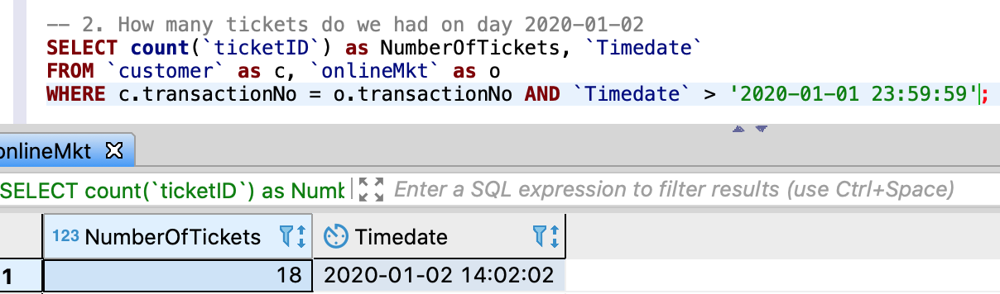 -- 2. How many tickets do we had on day 2020-01-02
SELECT count(`ticketID`) as NumberOfTickets, `Timedate`
FROM `customer` as c, `onlineMkt` as o
WHERE c.transactionNo = o.transactionNo AND `Timedate` > '2020-01-01 23:59:59';
onlineMkt
SELECT count(`ticketID`) as Numb Enter a SQL expression to filter results (use Ctrl+Space)
123 NumberOfTickets Timedate
1 18 2020-01-02 14:02:02